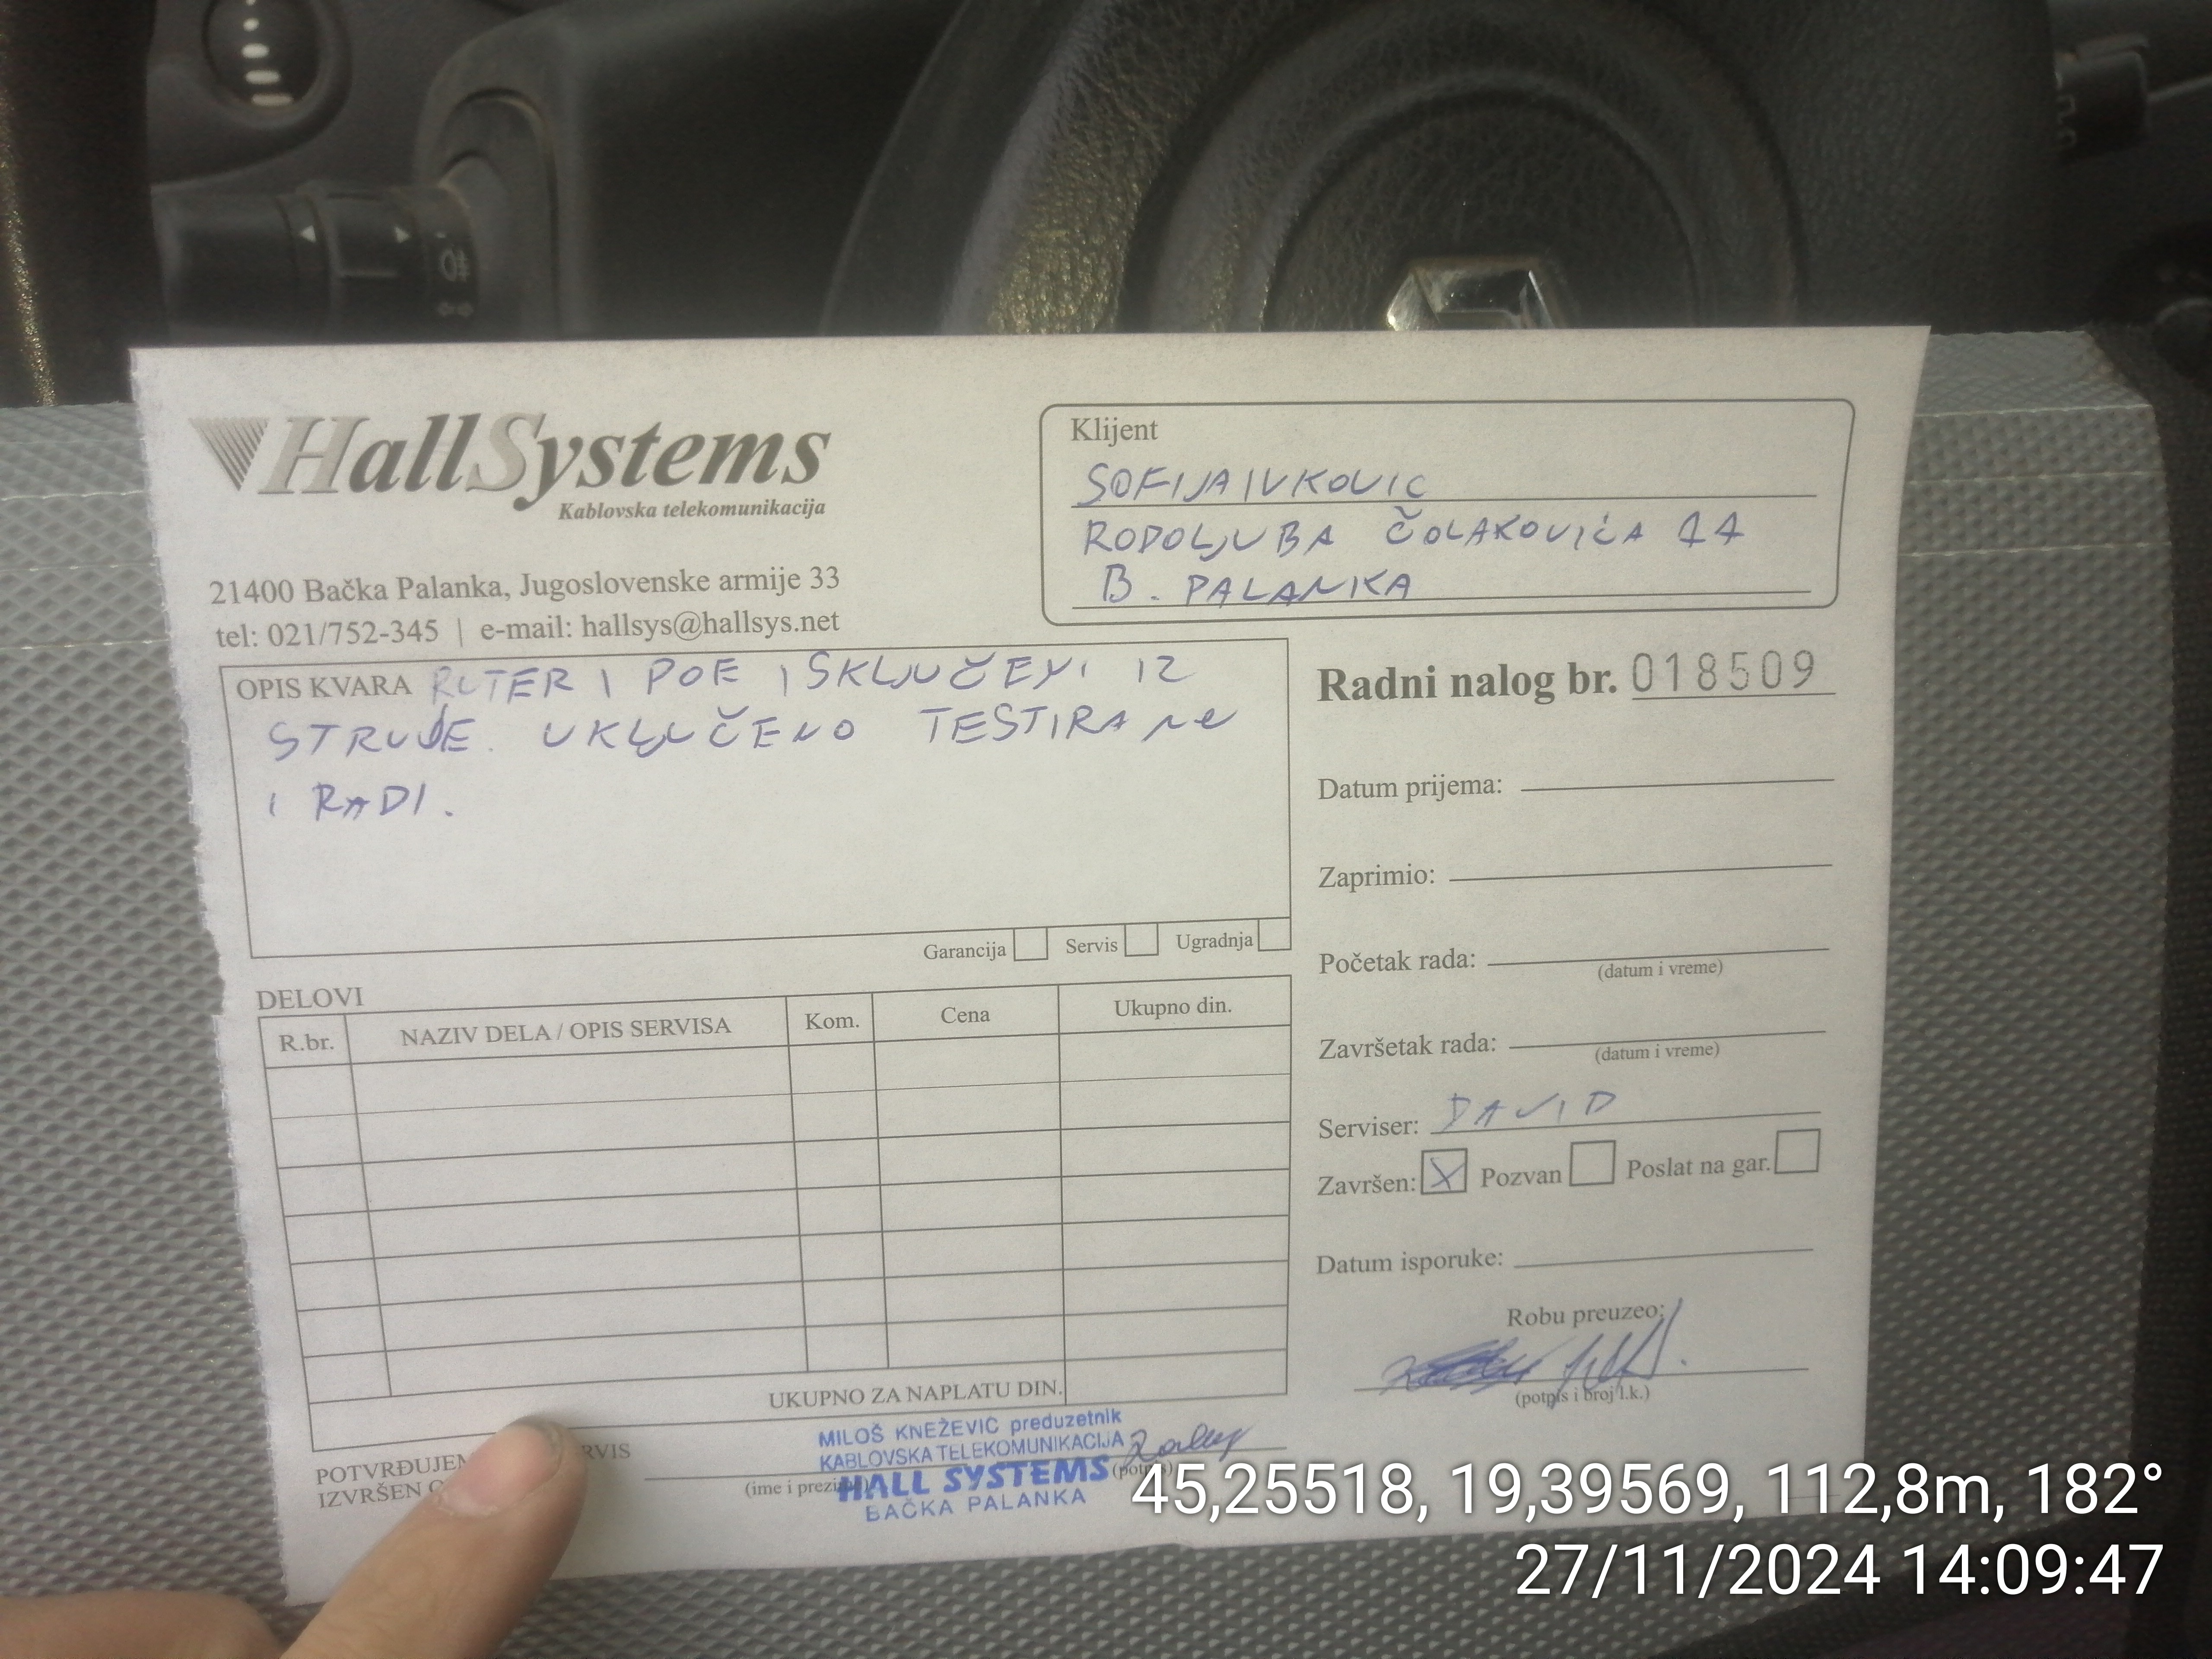 HallSystems
Kablovska telekomunikacija
21400 Bačka Palanka, Jugoslovenske armije 33
tel: 021/752-345 | e-mail: hallsys@hallsys.net
Klijent
SOFIJA IVKOVIC
RODOLJUBA ČOLAKOVIĆA
B. PALANKA
OPIS KVARA RUTER I POE ISKLJUČENI IZ
STRUJE. UKLJUČENO TESTIRANO
I RADI.
Garancija Servis Ugradnja
Radni nalog br. 018509
Datum prijema:
Zaprimio:
Početak rada:
(datum i vreme)
Završetak rada:
(datum i vreme)
Serviser: DAVID
Završen: X Pozvan Poslat na gar.
Datum isporuke:
Robu preuzeo:
(potpis i broj l.k.)
DELOVI
R.br. NAZIV DELA / OPIS SERVISA Kom. Cena Ukupno din.
UKUPNO ZA NAPLATU DIN.
IZVRŠEN
(ime i prezime) (potpis)
MILOŠ KNEŽEVIĆ preduzetnik
KABLOVSKA TELEKOMUNIKACIJA
HALL SYSTEMS
BAČKA PALANKA
45,25518, 19,39569, 112,8m, 182°
27/11/2024 14:09:47